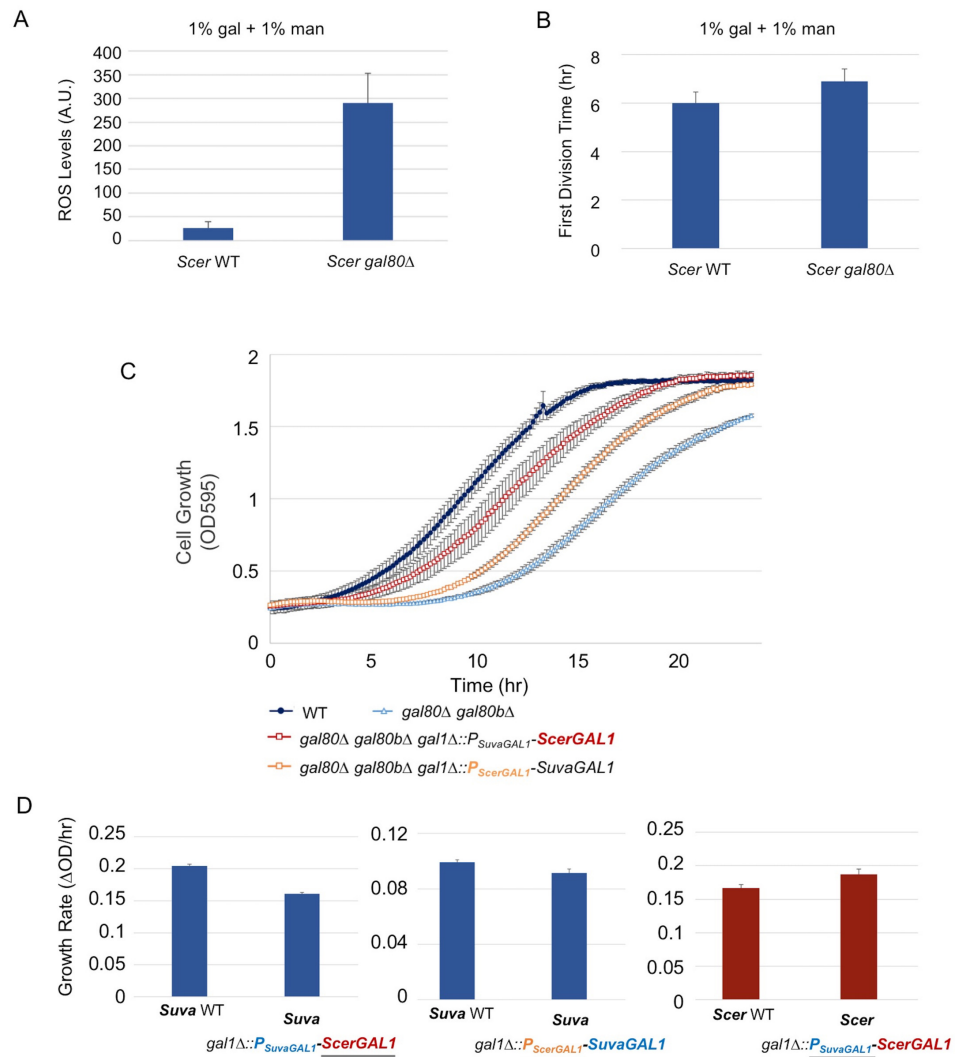 A
1% gal + 1% man
ROS Levels (A.U.)
400
350
300
250
200
150
100
50
0
Scer WT
Scer gal80Δ
B
1% gal + 1% man
First Division Time (hr)
8
6
4
2
0
Scer WT
Scer gal80Δ
C
Cell Growth
(OD595)
2
1.5
1
0.5
0
0 5 10 15 20
Time (hr)
WT
gal80Δ gal80bΔ
gal80Δ gal80bΔ gal1Δ::PSuvaGAL1-ScerGAL1
gal80Δ gal80bΔ gal1Δ::PScerGAL1-SuvaGAL1
D
Growth Rate (ΔOD/hr)
0.25
0.2
0.15
0.1
0.05
0
Suva WT
Suva
gal1Δ::PSuvaGAL1-ScerGAL1
0.12
0.08
0.04
0
Suva WT
Suva
gal1Δ::PScerGAL1-SuvaGAL1
0.25
0.2
0.15
0.1
0.05
0
Scer WT
Scer
gal1Δ::PSuvaGAL1-ScerGAL1